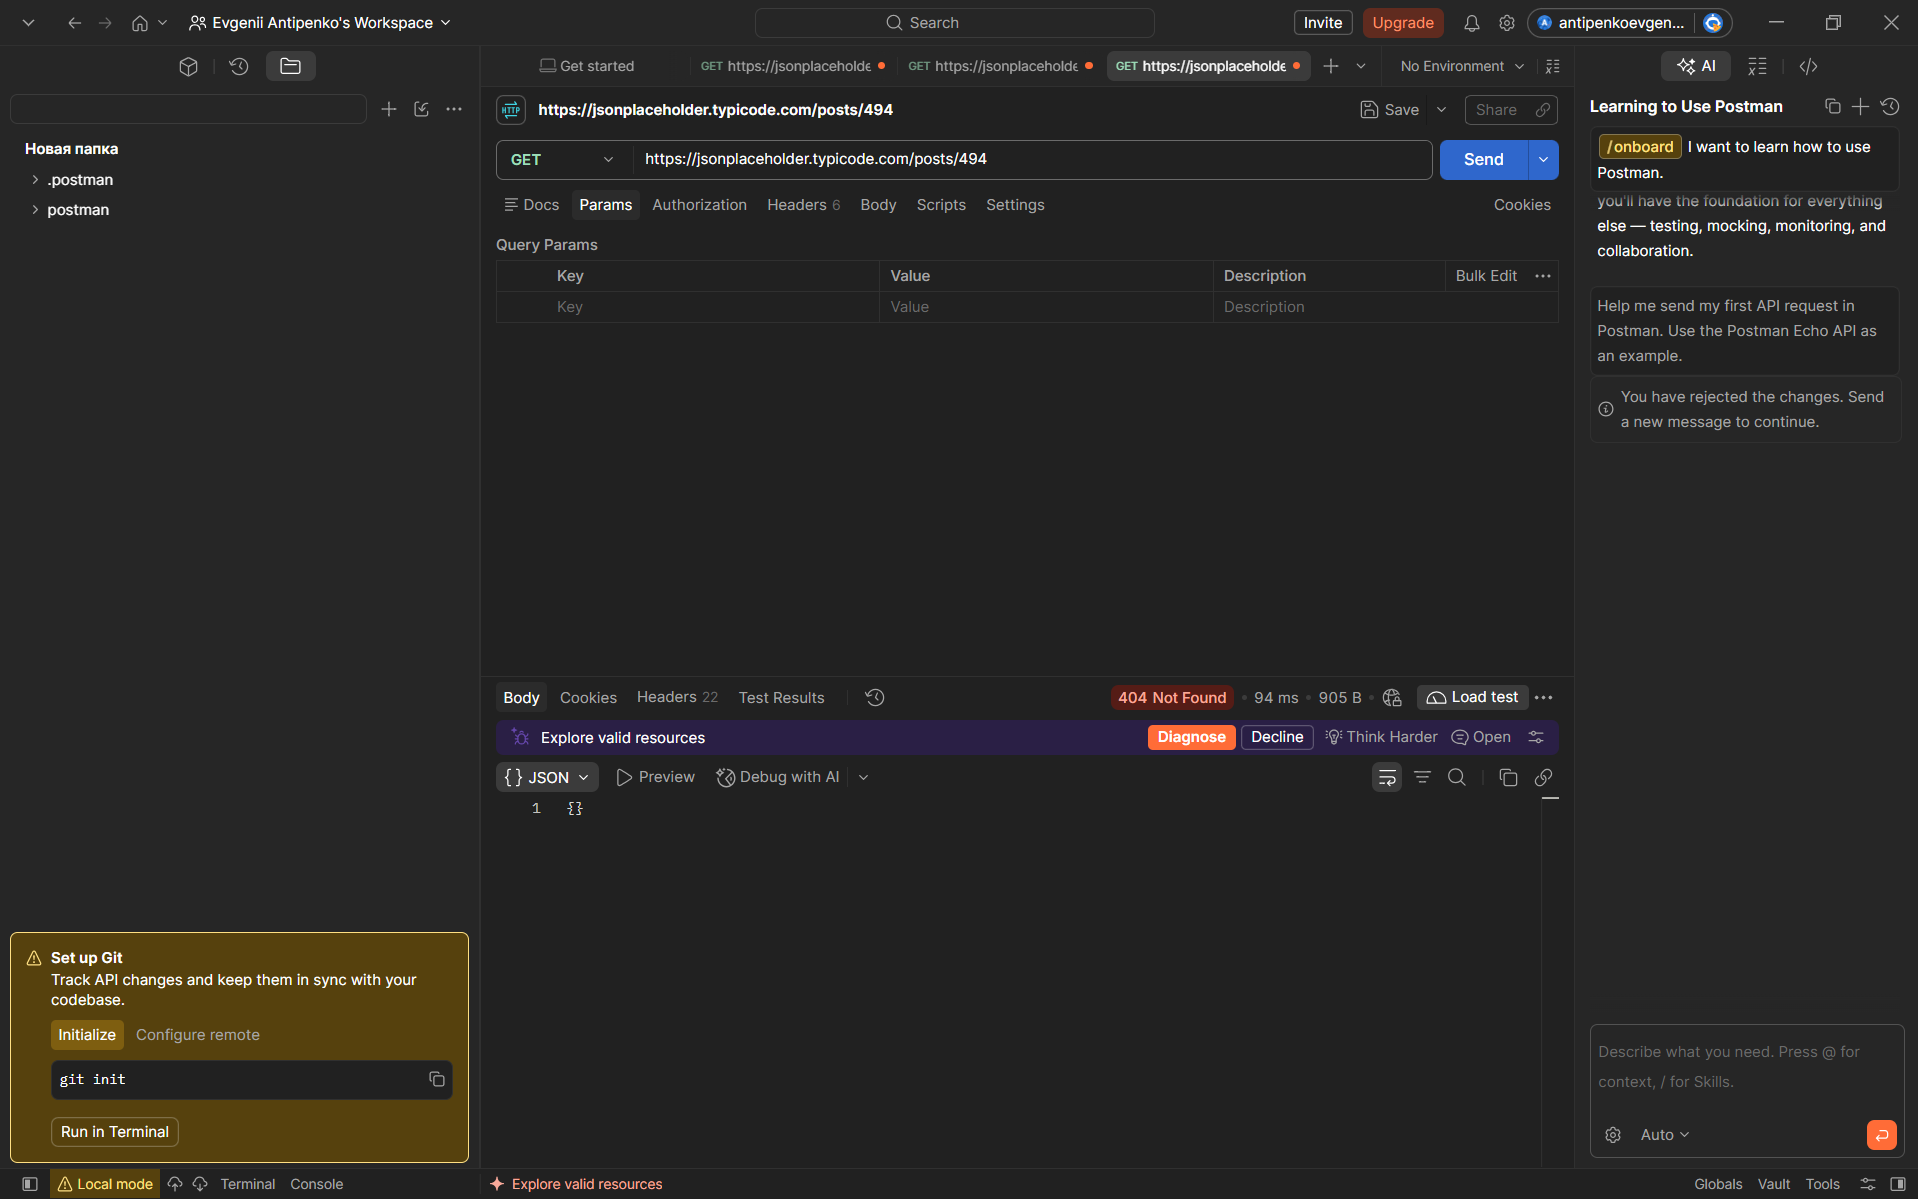 Evgenii Antipenko's Workspace
Search
Invite
Upgrade
antipenkoevgen...
Get started
GET https://jsonplaceholde
GET https://jsonplaceholde
GET https://jsonplaceholde
No Environment
AI
https://jsonplaceholder.typicode.com/posts/494
Save
Share
Learning to Use Postman
Новая папка
.postman
postman
GET
https://jsonplaceholder.typicode.com/posts/494
Send
Docs
Params
Authorization
Headers 6
Body
Scripts
Settings
Cookies
Query Params
Key
Value
Description
Bulk Edit
Key
Value
Description
/onboard I want to learn how to use
Postman.
you'll have the foundation for everything
else — testing, mocking, monitoring, and
collaboration.
Help me send my first API request in
Postman. Use the Postman Echo API as
an example.
You have rejected the changes. Send
a new message to continue.
Body
Cookies
Headers 22
Test Results
404 Not Found
94 ms
905 B
Load test
Explore valid resources
Diagnose
Decline
Think Harder
Open
{} JSON
Preview
Debug with AI
1 {}
Set up Git
Track API changes and keep them in sync with your
codebase.
Initialize
Configure remote
git init
Run in Terminal
Describe what you need. Press @ for
context, / for Skills.
Auto
Local mode
Terminal
Console
Explore valid resources
Globals
Vault
Tools